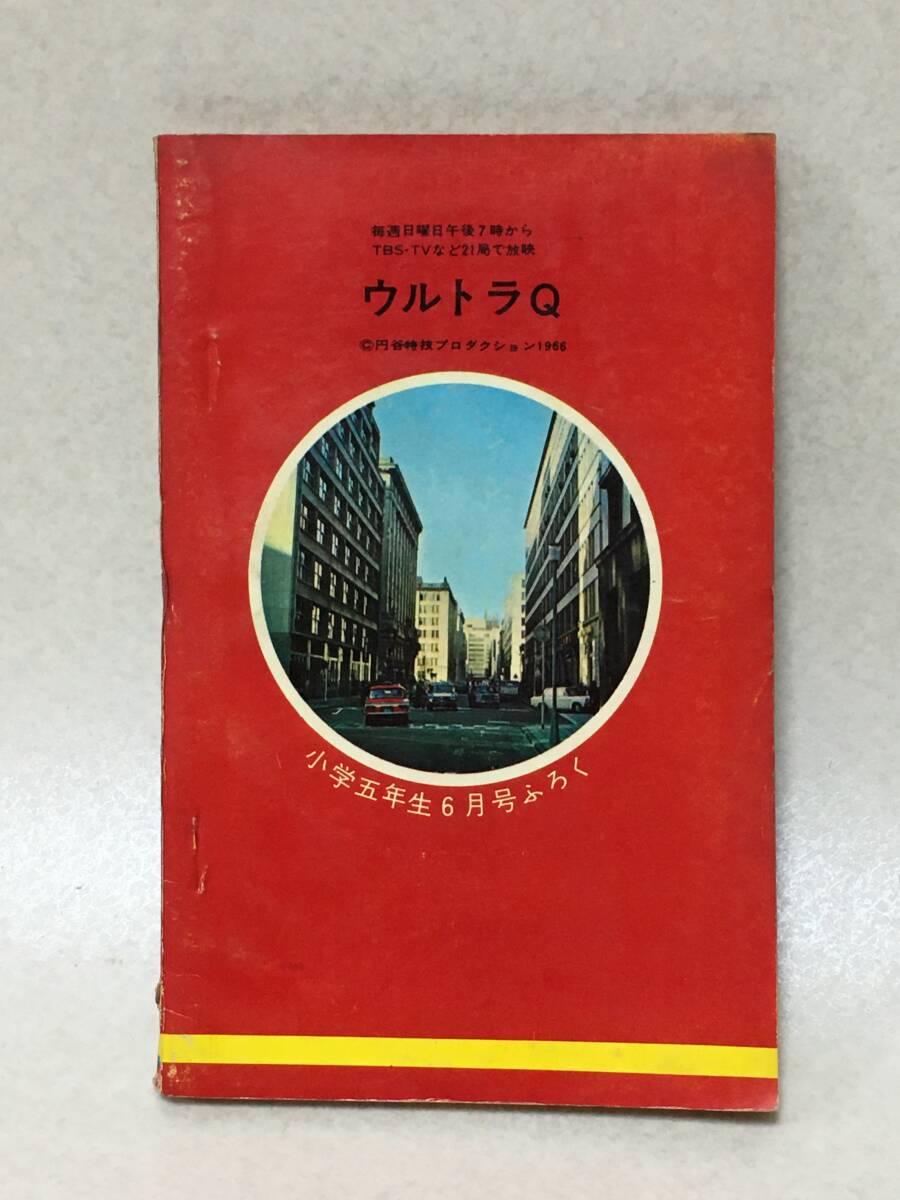 毎週日曜日午後7時から
TBS-TVなど21局で放映
ウルトラQ
©円谷特技プロダクション1966
小学五年生6月号ふろく